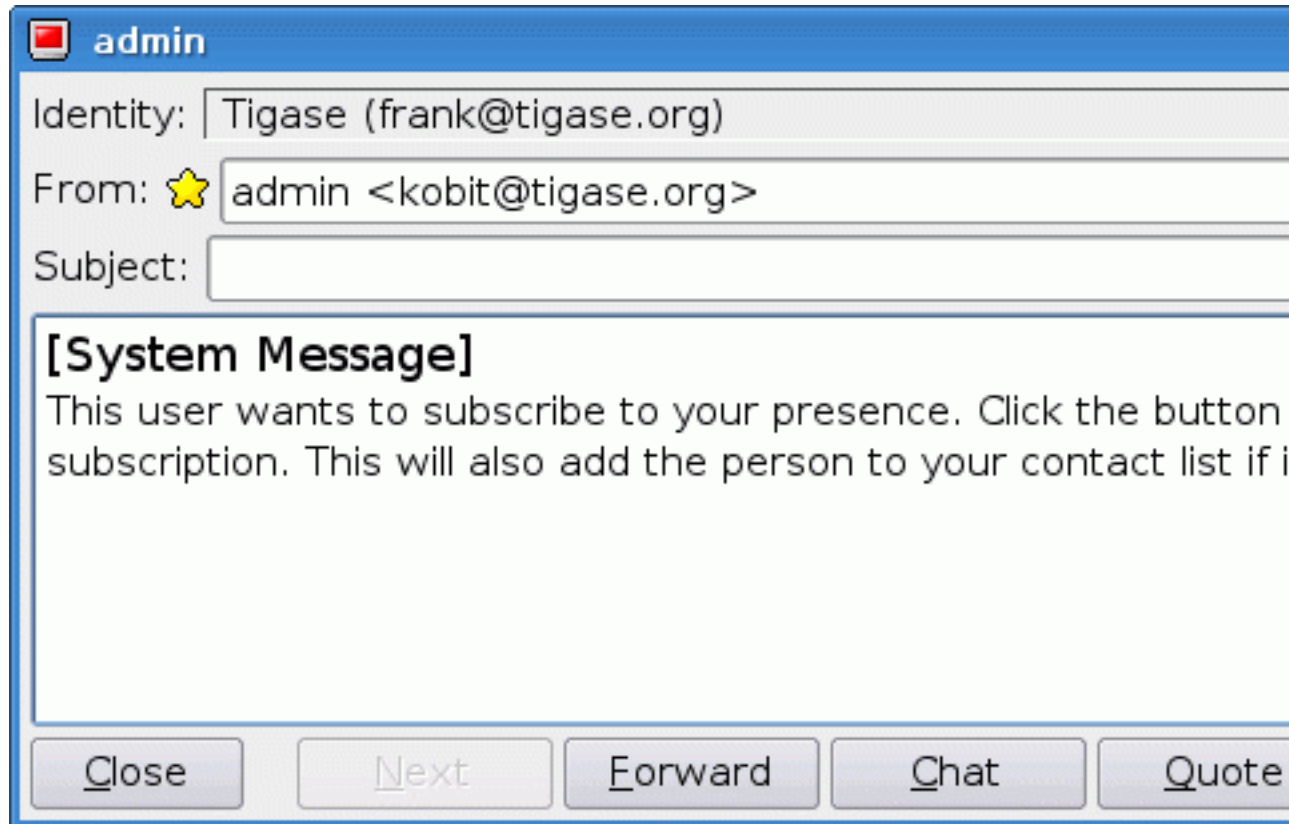 admin
Identity: Tigase (frank@tigase.org)
From: admin <kobit@tigase.org>
Subject:
[System Message]
This user wants to subscribe to your presence. Click the button
subscription. This will also add the person to your contact list if
Close Next Forward Chat Quote